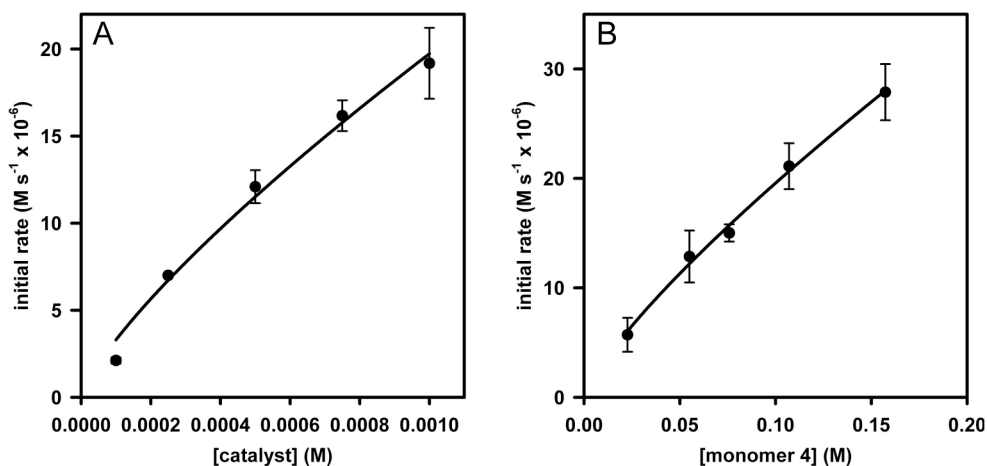 A
initial rate (M s⁻¹ x 10⁻⁶)
20
15
10
5
0
0.0000 0.0002 0.0004 0.0006 0.0008 0.0010
[catalyst] (M)
B
initial rate (M s⁻¹ x 10⁻⁶)
30
20
10
0
0.00 0.05 0.10 0.15 0.20
[monomer 4] (M)